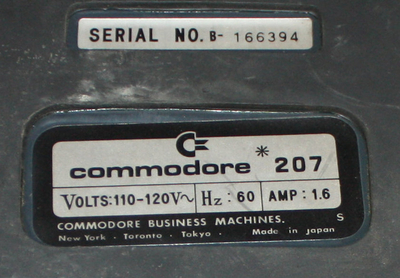 SERIAL NO. B- 166394
commodore * 207
VOLTS:110-120V~ Hz: 60 AMP: 1.6
COMMODORE BUSINESS MACHINES. S
New York · Toronto · Tokyo · Made in japan